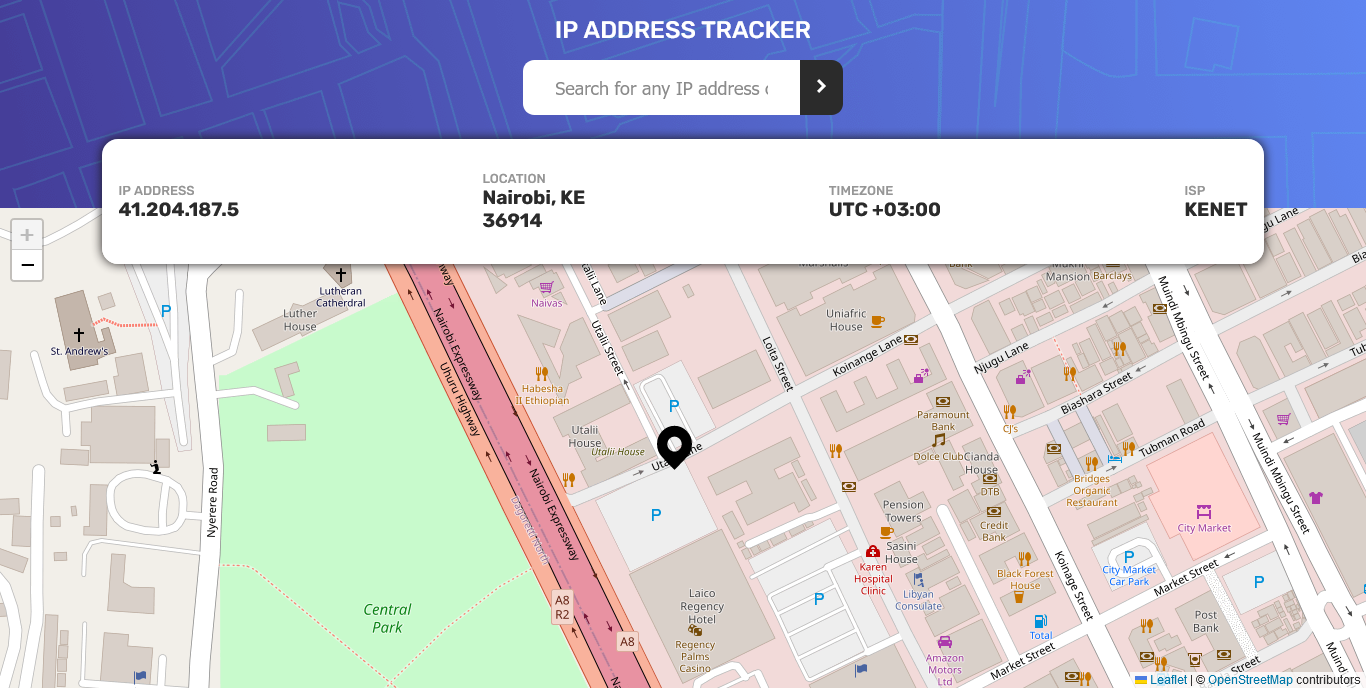 IP ADDRESS TRACKER
Search for any IP address
IP ADDRESS
41.204.187.5
LOCATION
Nairobi, KE
36914
TIMEZONE
UTC +03:00
ISP
KENET
+
−
Lutheran
Catherdral
Luther
House
P
St. Andrew's
Nyerere Road
Central
Park
Nairobi Expressway
Uhuru Highway
Nairobi Expressway
Dagoretti North
A8
R2
A8
Naivas
Utalii Lane
Utalii Street
Habesha
II Ethiopian
Utalii
House
Utalii House
P
P
Loita Street
Uniafric
House
Koinange Lane
Mansion
Barclays
Bank
Njugu Lane
Muindi Mbingu Street
Biashara Street
Paramount
Bank
Dolce Club
Cianda
House
CJ's
Tubman Road
Bridges
Organic
Restaurant
DTB
Credit
Bank
Pension
Towers
Sasini
House
Karen
Hospital
Clinic
Libyan
Consulate
Black Forest
House
City Market
City Market
Car Park
P
P
Market Street
Muindi Mbingu Street
Koinage Street
Laico
Regency
Hotel
Regency
Palms
Casino
P
Amazon
Motors
Ltd
Total
Market Street
Post
Bank
Leaflet | © OpenStreetMap contributors